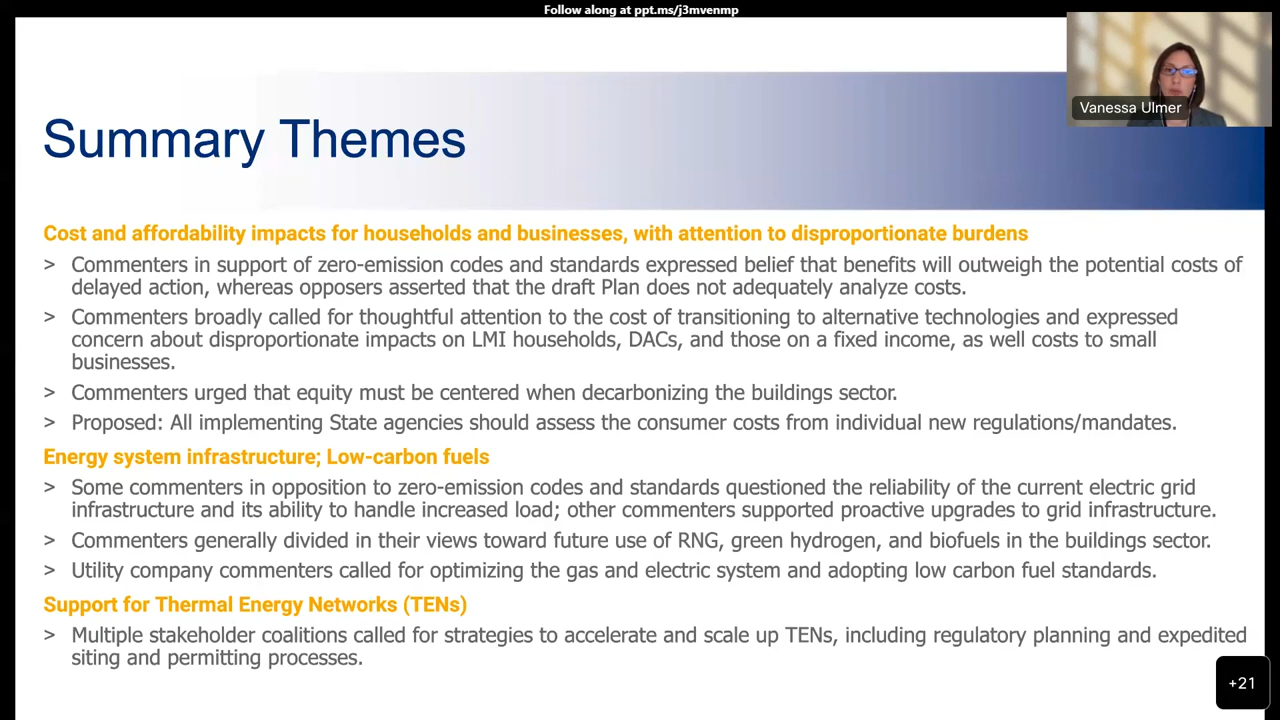 Follow along at ppt.ms/j3mvenmp
Vanessa Ulmer
Summary Themes
Cost and affordability impacts for households and businesses, with attention to disproportionate burdens
> Commenters in support of zero-emission codes and standards expressed belief that benefits will outweigh the potential costs of
delayed action, whereas opposers asserted that the draft Plan does not adequately analyze costs.
> Commenters broadly called for thoughtful attention to the cost of transitioning to alternative technologies and expressed
concern about disproportionate impacts on LMI households, DACs, and those on a fixed income, as well costs to small
businesses.
> Commenters urged that equity must be centered when decarbonizing the buildings sector.
> Proposed: All implementing State agencies should assess the consumer costs from individual new regulations/mandates.
Energy system infrastructure; Low-carbon fuels
> Some commenters in opposition to zero-emission codes and standards questioned the reliability of the current electric grid
infrastructure and its ability to handle increased load; other commenters supported proactive upgrades to grid infrastructure.
> Commenters generally divided in their views toward future use of RNG, green hydrogen, and biofuels in the buildings sector.
> Utility company commenters called for optimizing the gas and electric system and adopting low carbon fuel standards.
Support for Thermal Energy Networks (TENs)
> Multiple stakeholder coalitions called for strategies to accelerate and scale up TENs, including regulatory planning and expedited
siting and permitting processes.
+21